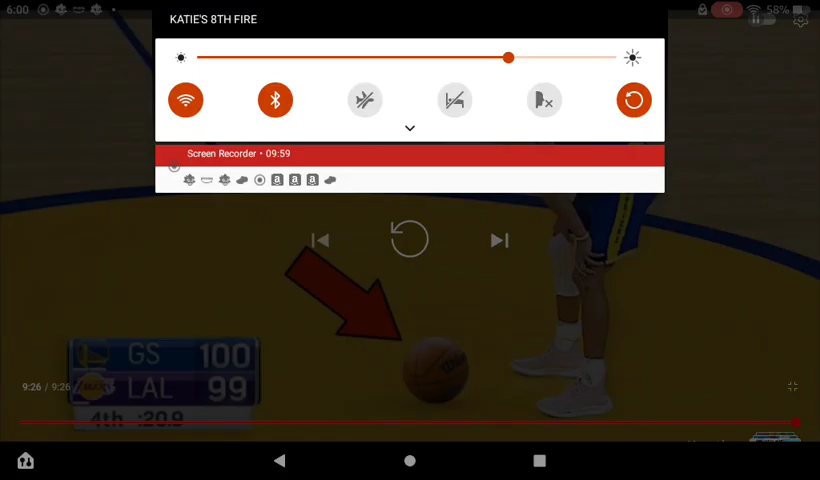 6:00
58%
KATIE'S 8TH FIRE
Screen Recorder • 09:59
GS 100
LAL 99
4th :20.9
9:26 / 9:26